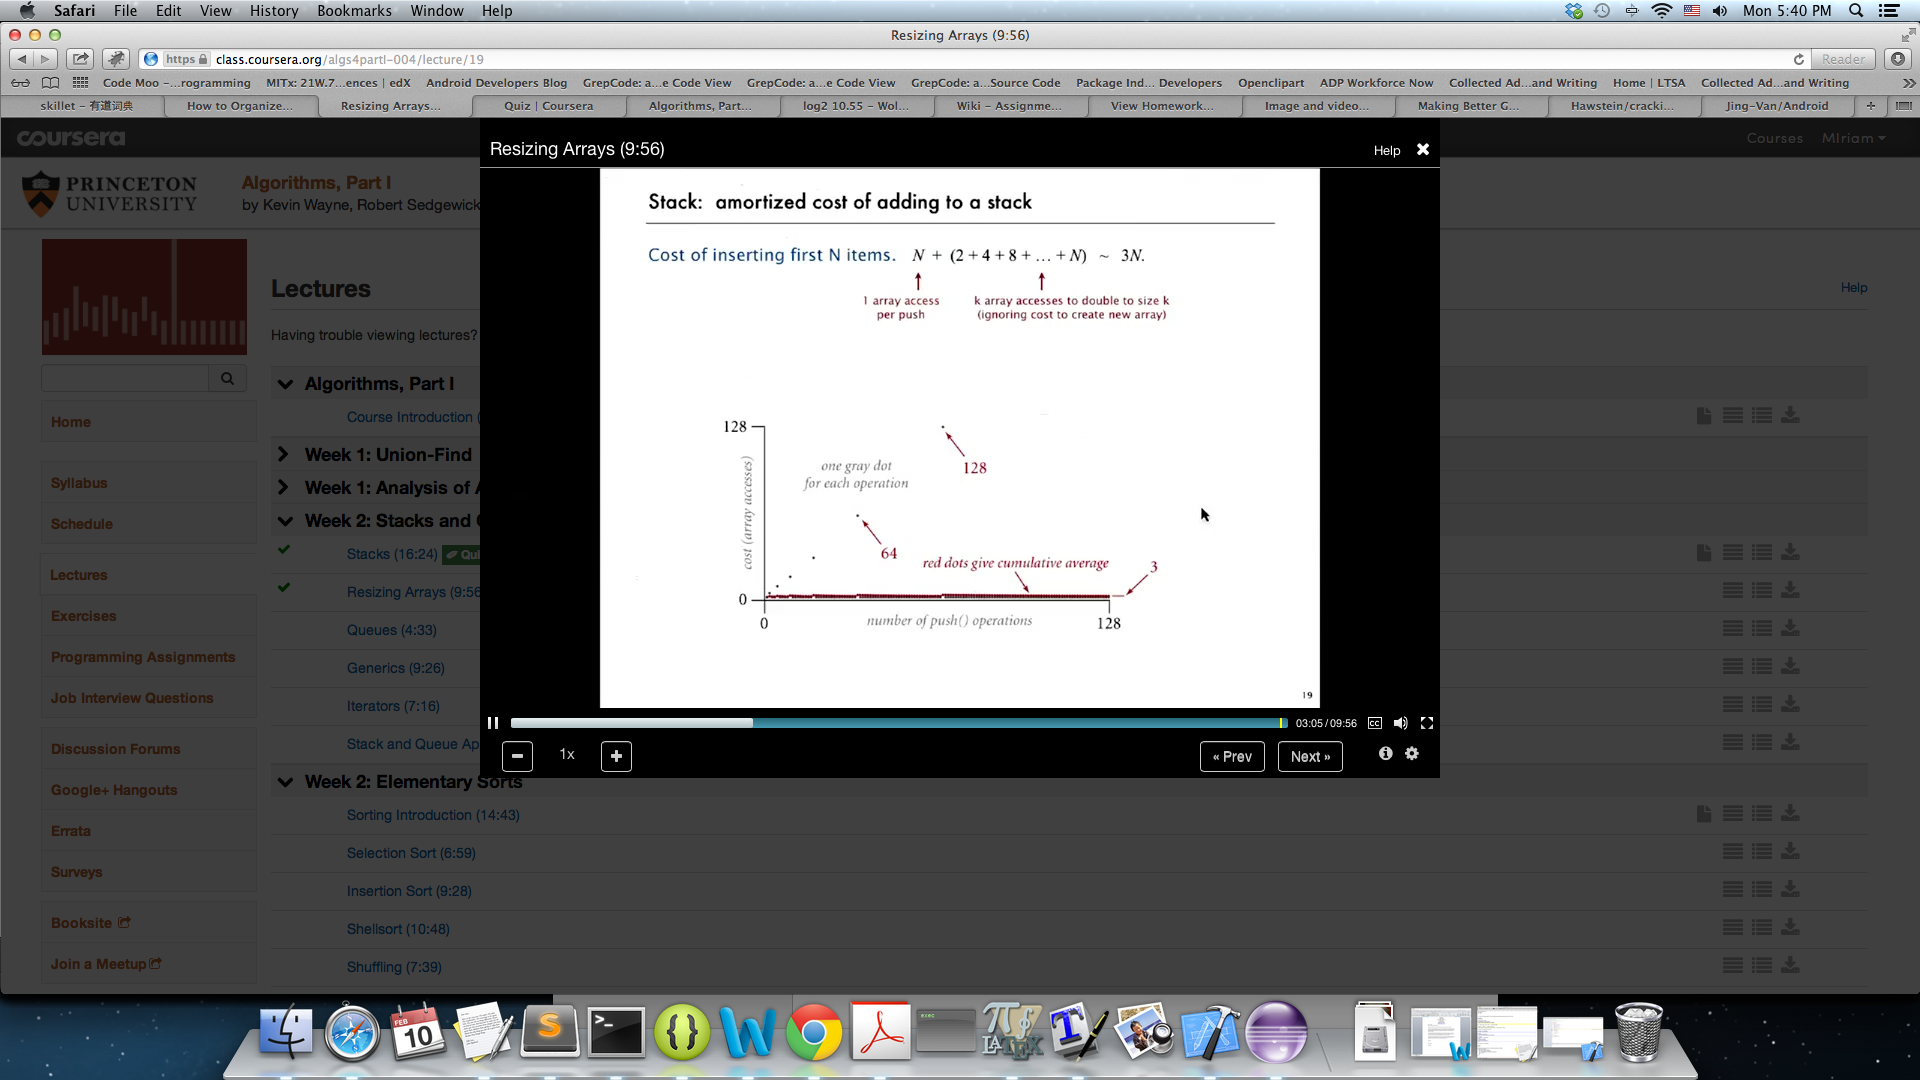 Safari File Edit View History Bookmarks Window Help Mon 5:40 PM
Resizing Arrays (9:56)
https class.coursera.org/algs4partI-004/lecture/19 Reader
Code Moo –...rogramming MITx: 21W.7...ences | edX Android Developers Blog GrepCode: a...e Code View GrepCode: a...e Code View GrepCode: a...Source Code Package Ind... Developers Openclipart ADP Workforce Now Collected Ad...and Writing Home | LTSA Collected Ad...and Writing
skillet – 有道词典 How to Organize... Resizing Arrays... Quiz | Coursera Algorithms, Part... log2 10.55 – Wol... Wiki – Assignme... View Homework... Image and video... Making Better G... Hawstein/cracki... Jing-Van/Android
coursera Courses MIriam
Resizing Arrays (9:56) Help
PRINCETON UNIVERSITY
Algorithms, Part I
by Kevin Wayne, Robert Sedgewick
Stack: amortized cost of adding to a stack
Cost of inserting first N items. N + (2 + 4 + 8 + … + N) ~ 3N.
1 array access
per push
k array accesses to double to size k
(ignoring cost to create new array)
128
one gray dot
for each operation
128
64
cost (array accesses)
red dots give cumulative average
3
0
0
number of push() operations
128
19
03:05/09:56 CC
1x
« Prev Next »
Lectures
Help
Having trouble viewing lectures?
Algorithms, Part I
Course Introduction (
Week 1: Union-Find
Week 1: Analysis of A
Week 2: Stacks and
Stacks (16:24) Qui
Resizing Arrays (9:56
Queues (4:33)
Generics (9:26)
Iterators (7:16)
Stack and Queue Ap
Week 2: Elementary Sorts
Sorting Introduction (14:43)
Selection Sort (6:59)
Insertion Sort (9:28)
Shellsort (10:48)
Shuffling (7:39)
Home
Syllabus
Schedule
Lectures
Exercises
Programming Assignments
Job Interview Questions
Discussion Forums
Google+ Hangouts
Errata
Surveys
Booksite
Join a Meetup
FEB
10
exec
LATEX